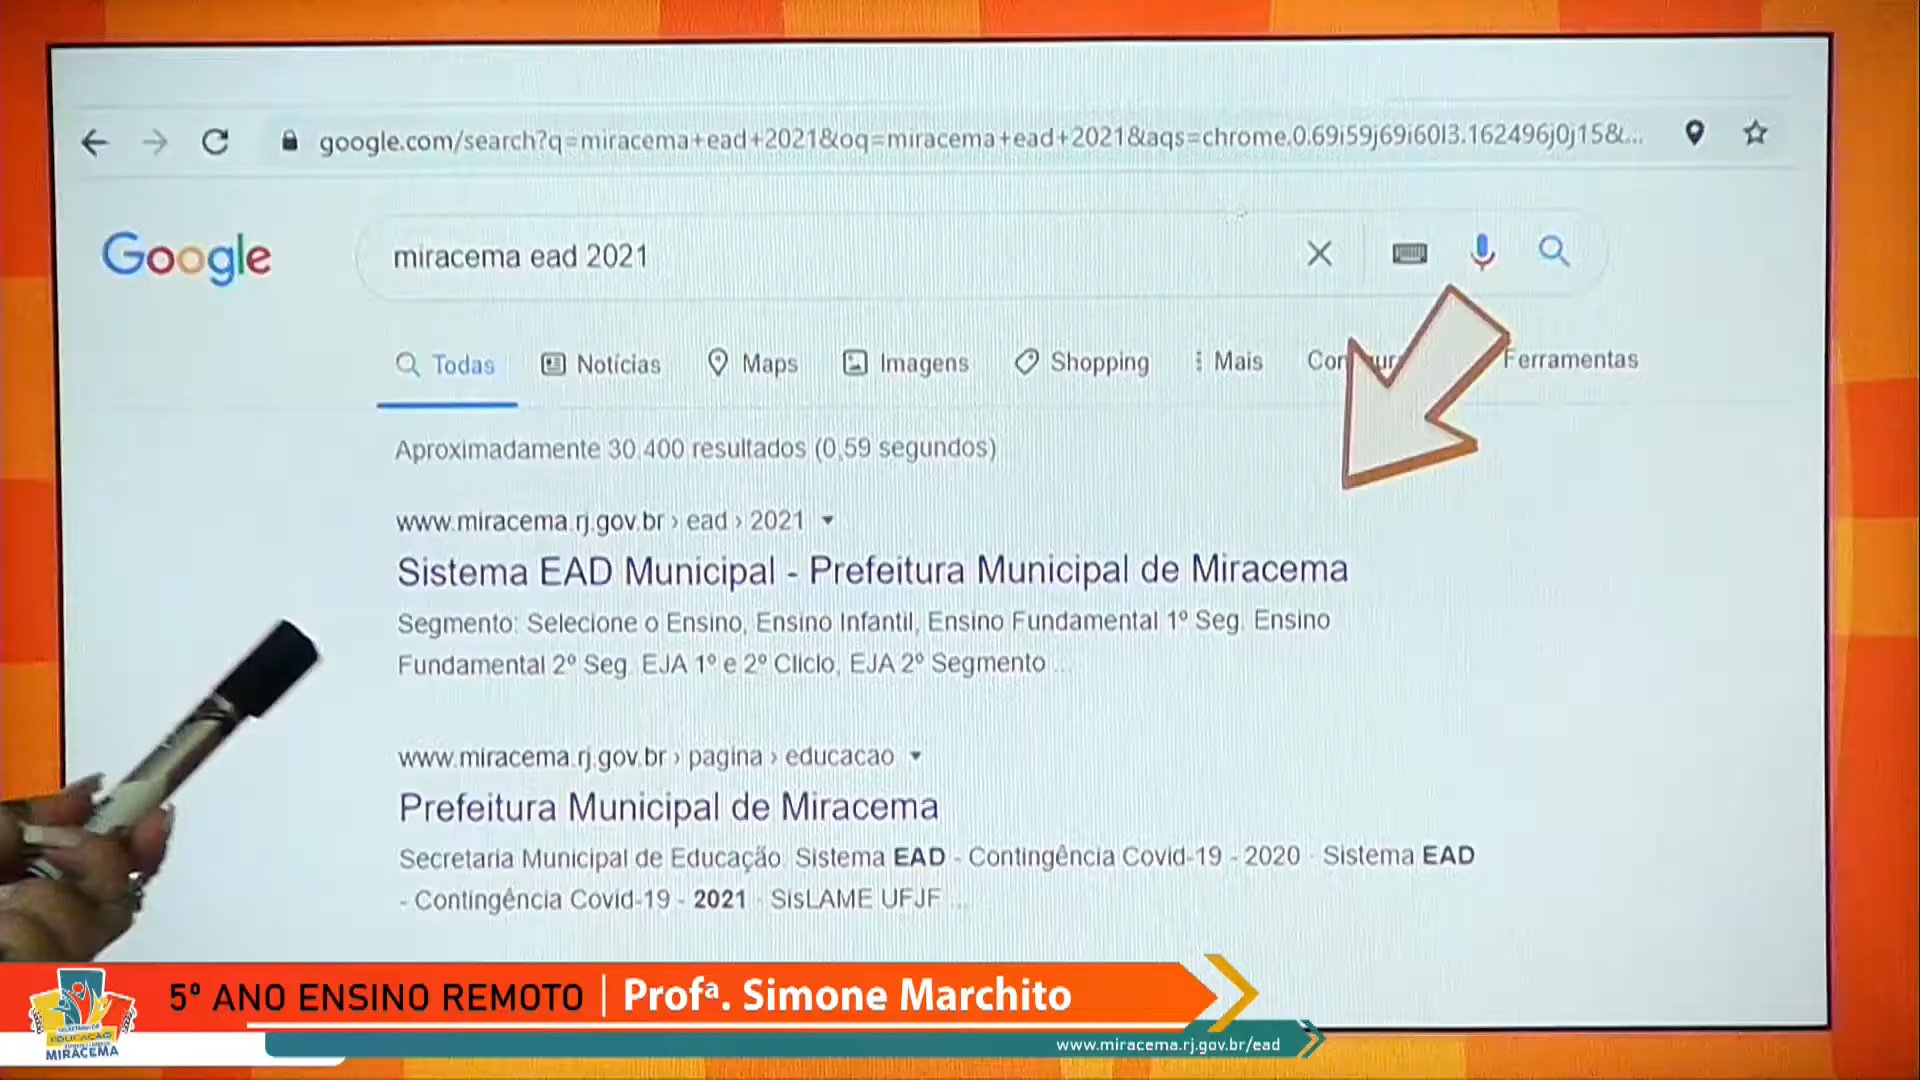 google.com/search?q=miracema+ead+2021&oq=miracema+ead+2021&aqs=chrome.0.69i59j69i60l3.162496j0j15&...
Google
miracema ead 2021
Todas Notícias Maps Imagens Shopping Mais Ferramentas
Aproximadamente 30.400 resultados (0,59 segundos)
www.miracema.rj.gov.br › ead › 2021
Sistema EAD Municipal - Prefeitura Municipal de Miracema
Segmento: Selecione o Ensino, Ensino Infantil, Ensino Fundamental 1º Seg. Ensino
Fundamental 2º Seg. EJA 1º e 2º Cliclo, EJA 2º Segmento ...
www.miracema.rj.gov.br › pagina › educacao
Prefeitura Municipal de Miracema
Secretaria Municipal de Educação. Sistema EAD - Contingência Covid-19 - 2020 · Sistema EAD
- Contingência Covid-19 - 2021 · SisLAME UFJF ...
5º ANO ENSINO REMOTO | Profª. Simone Marchito
EDUCAÇÃO
MIRACEMA
www.miracema.rj.gov.br/ead